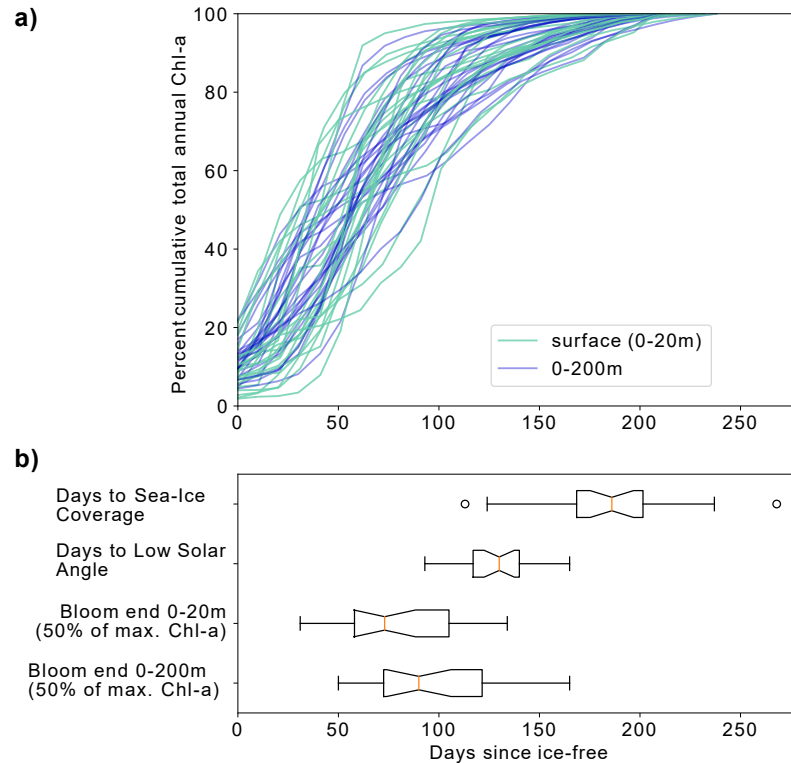 a)
Percent cumulative total annual Chl-a
100
80
60
40
20
0
surface (0-20m)
0-200m
0 50 100 150 200 250
b)
Days to Sea-Ice
Coverage
Days to Low Solar
Angle
Bloom end 0-20m
(50% of max. Chl-a)
Bloom end 0-200m
(50% of max. Chl-a)
0 50 100 150 200 250
Days since ice-free